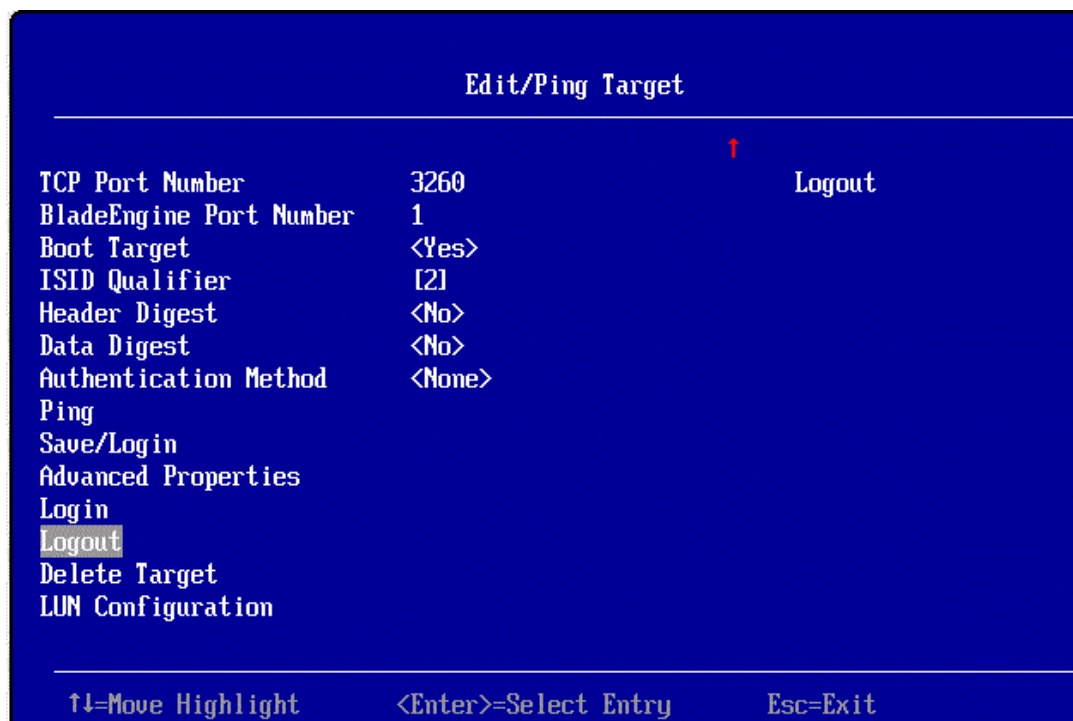 Edit/Ping Target
↑
TCP Port Number 3260 Logout
BladeEngine Port Number 1
Boot Target <Yes>
ISID Qualifier [2]
Header Digest <No>
Data Digest <No>
Authentication Method <None>
Ping
Save/Login
Advanced Properties
Login
Logout
Delete Target
LUN Configuration
↑↓=Move Highlight <Enter>=Select Entry Esc=Exit